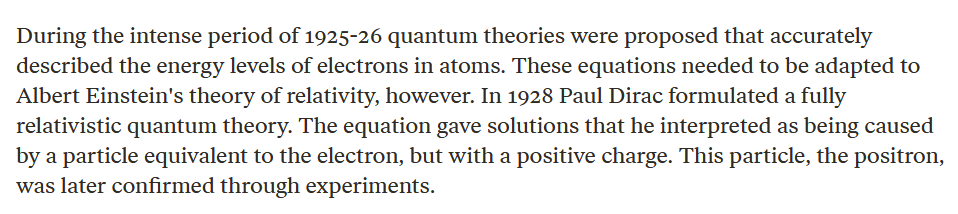 During the intense period of 1925-26 quantum theories were proposed that accurately
described the energy levels of electrons in atoms. These equations needed to be adapted to
Albert Einstein's theory of relativity, however. In 1928 Paul Dirac formulated a fully
relativistic quantum theory. The equation gave solutions that he interpreted as being caused
by a particle equivalent to the electron, but with a positive charge. This particle, the positron,
was later confirmed through experiments.